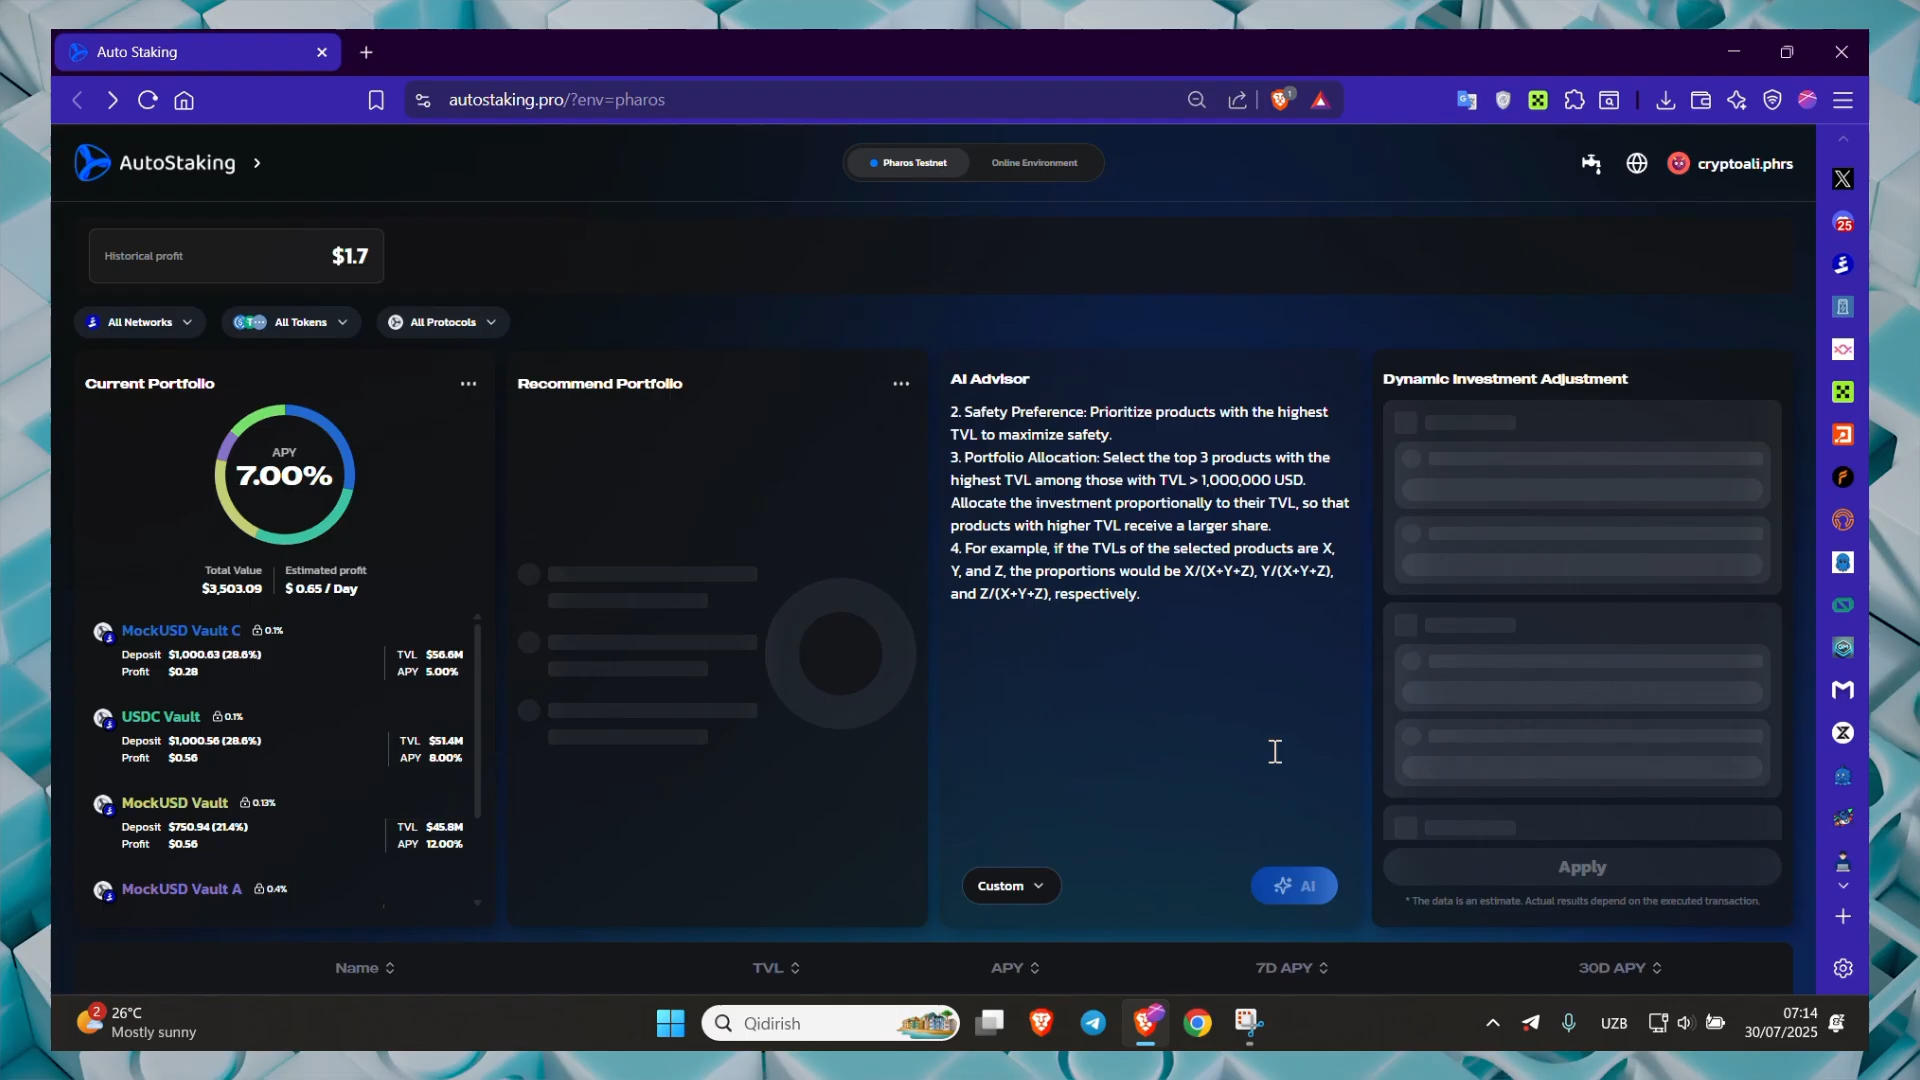 Auto Staking
autostaking.pro/?env=pharos
1
AutoStaking
Pharos Testnet
Online Environment
cryptoali.phrs
25
Historical profit
$1.7
All Networks
All Tokens
All Protocols
Current Portfolio
APY
7.00%
Total Value
$3,503.09
Estimated profit
$ 0.65 / Day
MockUSD Vault C 0.1%
Deposit $1,000.63 (28.6%)
Profit $0.28
TVL $56.6M
APY 5.00%
USDC Vault 0.1%
Deposit $1,000.56 (28.6%)
Profit $0.56
TVL $51.4M
APY 8.00%
MockUSD Vault 0.13%
Deposit $750.94 (21.4%)
Profit $0.56
TVL $45.8M
APY 12.00%
MockUSD Vault A 0.4%
Recommend Portfolio
AI Advisor
2. Safety Preference: Prioritize products with the highest
TVL to maximize safety.
3. Portfolio Allocation: Select the top 3 products with the
highest TVL among those with TVL > 1,000,000 USD.
Allocate the investment proportionally to their TVL, so that
products with higher TVL receive a larger share.
4. For example, if the TVLs of the selected products are X,
Y, and Z, the proportions would be X/(X+Y+Z), Y/(X+Y+Z),
and Z/(X+Y+Z), respectively.
Custom
AI
Dynamic Investment Adjustment
Apply
* The data is an estimate. Actual results depend on the executed transaction.
Name
TVL
APY
7D APY
30D APY
2
26°C
Mostly sunny
Qidirish
UZB
07:14
30/07/2025